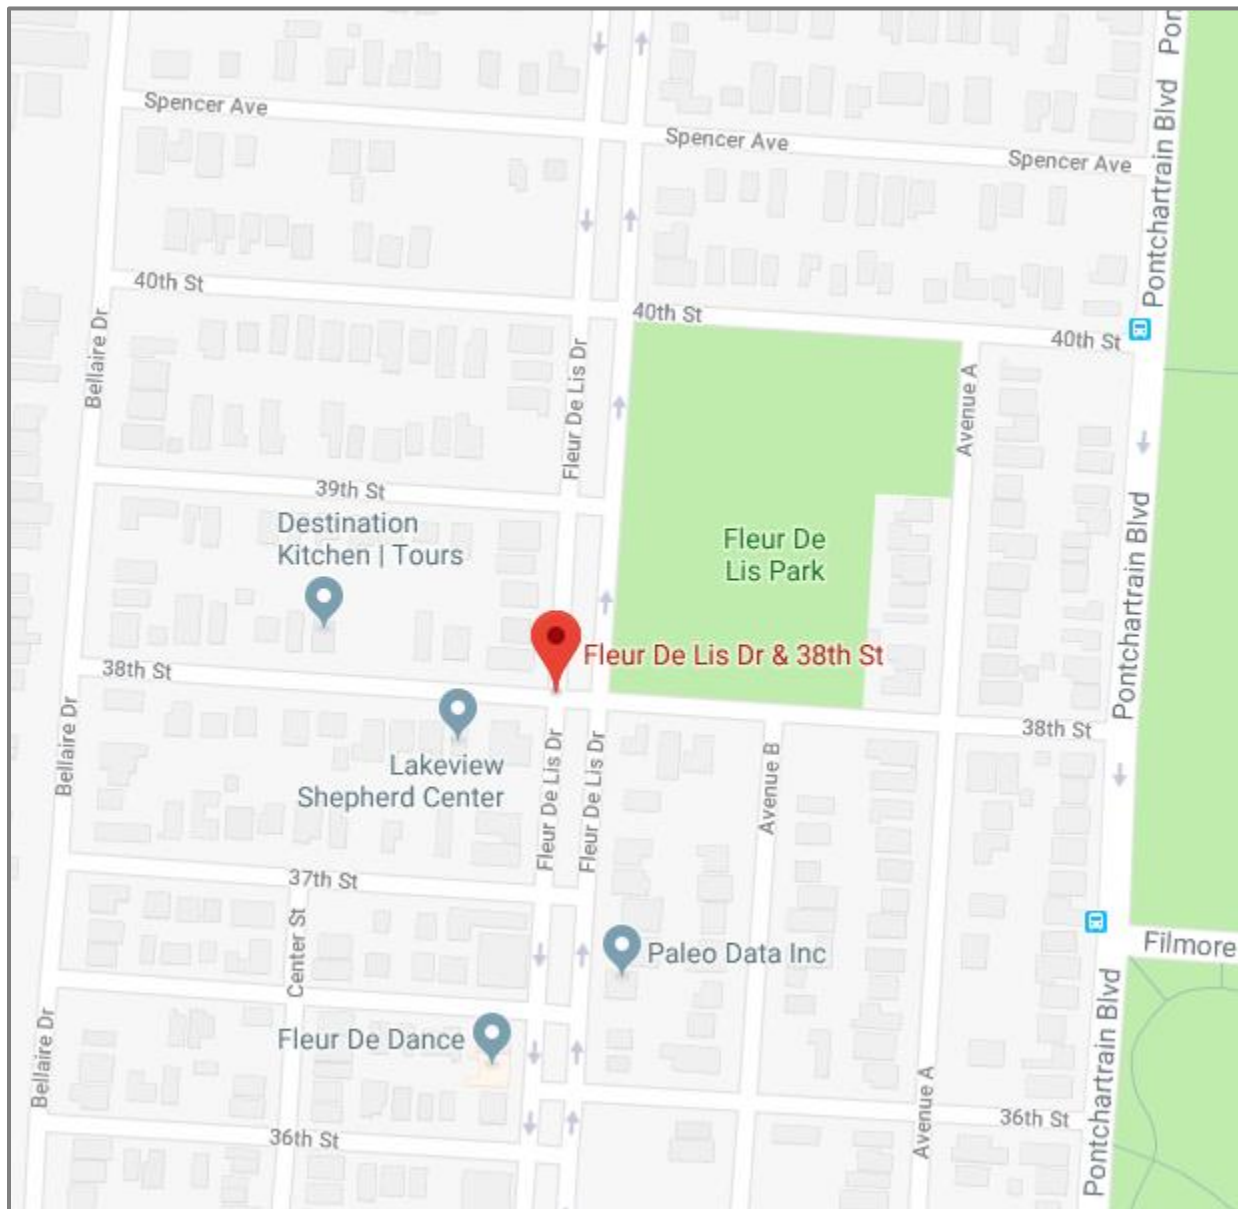 Pon
Spencer Ave
Spencer Ave
Spencer Ave
Pontchartrain Blvd
40th St
40th St
40th St
Bellaire Dr
Fleur De Lis Dr
Avenue A
39th St
Destination
Kitchen | Tours
Fleur De
Lis Park
Pontchartrain Blvd
Fleur De Lis Dr & 38th St
38th St
38th St
Bellaire Dr
Lakeview
Shepherd Center
Fleur De Lis Dr
Fleur De Lis Dr
Avenue B
37th St
Center St
Paleo Data Inc
Filmore
Fleur De Dance
Bellaire Dr
Pontchartrain Blvd
Avenue A
36th St
36th St